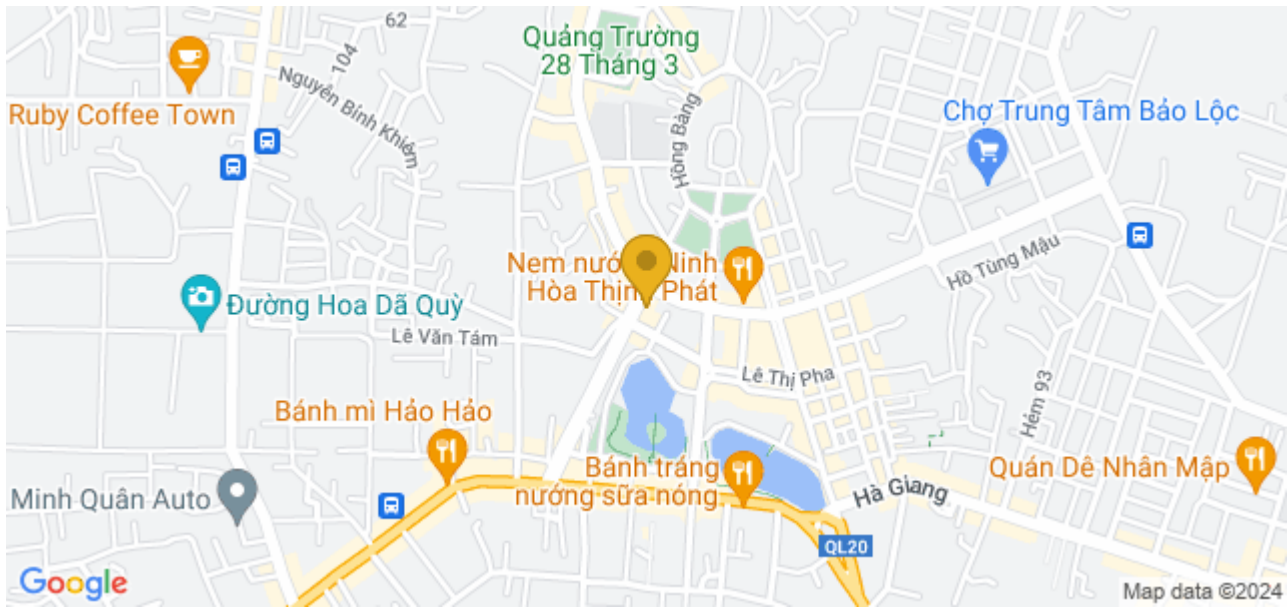 62
Quảng Trường
28 Tháng 3
104
Nguyễn Bỉnh Khiêm
Ruby Coffee Town
Hồng Bàng
Chợ Trung Tâm Bảo Lộc
Hồ Tùng Mậu
Nem nướng Ninh
Hòa Thịnh Phát
Đường Hoa Dã Quỳ
Lê Văn Tám
Lê Thị Pha
Hẻm 93
Bánh mì Hảo Hảo
Bánh tráng
nướng sữa nóng
Quán Dê Nhân Mập
Minh Quân Auto
Hà Giang
QL20
Google
Map data ©2024